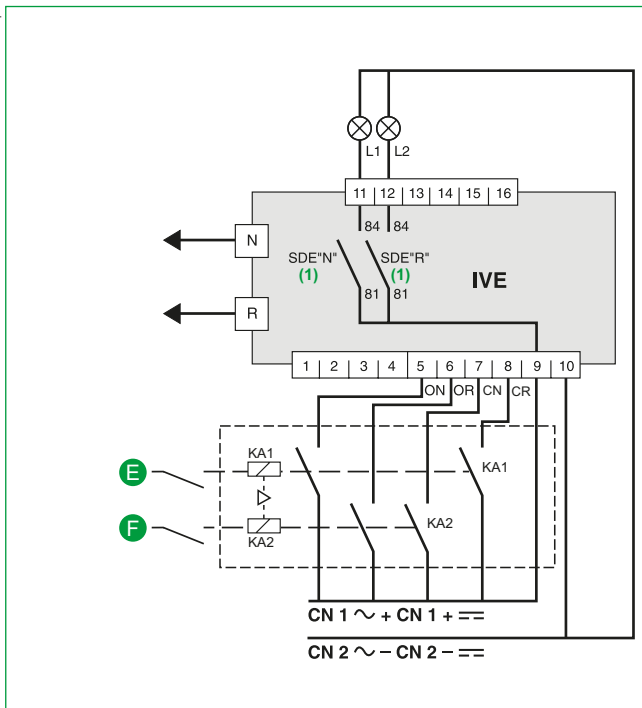 L1 L2
11 12 13 14 15 16
84 84
N
SDE"N" SDE"R"
(1) (1)
IVE
81 81
R
1 2 3 4 5 6 7 8 9 10
ON OR CN CR
KA1
E
KA1
F
KA2
KA2
CN 1 ∼ + CN 1 + ⎓
CN 2 ∼ – CN 2 – ⎓